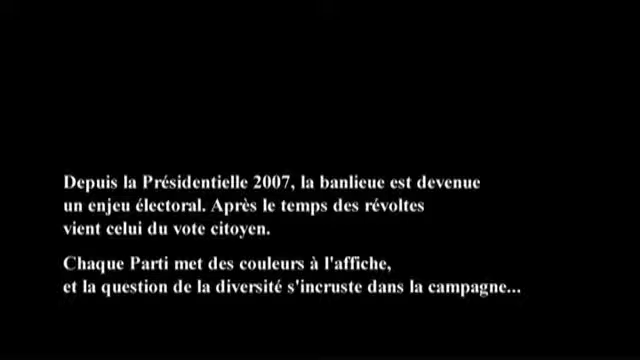 Depuis la Présidentielle 2007, la banlieue est devenue
un enjeu électoral. Après le temps des révoltes
vient celui du vote citoyen.
Chaque Parti met des couleurs à l'affiche,
et la question de la diversité s'incruste dans la campagne...